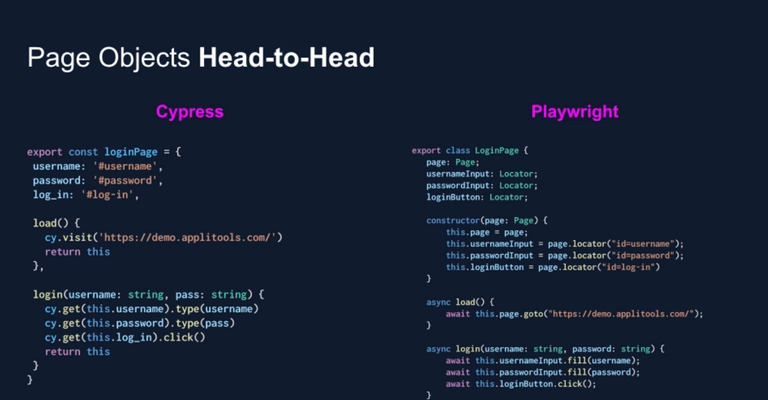 Page Objects Head-to-Head
Cypress
export const loginPage = {
username: '#username',
password: '#password',
log_in: '#log-in',
load() {
cy.visit('https://demo.applitools.com/')
return this
},
login(username: string, pass: string) {
cy.get(this.username).type(username)
cy.get(this.password).type(pass)
cy.get(this.log_in).click()
return this
}
}
Playwright
export class LoginPage {
page: Page;
usernameInput: Locator;
passwordInput: Locator;
loginButton: Locator;
constructor(page: Page) {
this.page = page;
this.usernameInput = page.locator("id=username");
this.passwordInput = page.locator("id=password");
this.loginButton = page.locator("id=log-in")
}
async load() {
await this.page.goto("https://demo.applitools.com/");
}
async login(username: string, password: string) {
await this.usernameInput.fill(username);
await this.passwordInput.fill(password);
await this.loginButton.click();
}